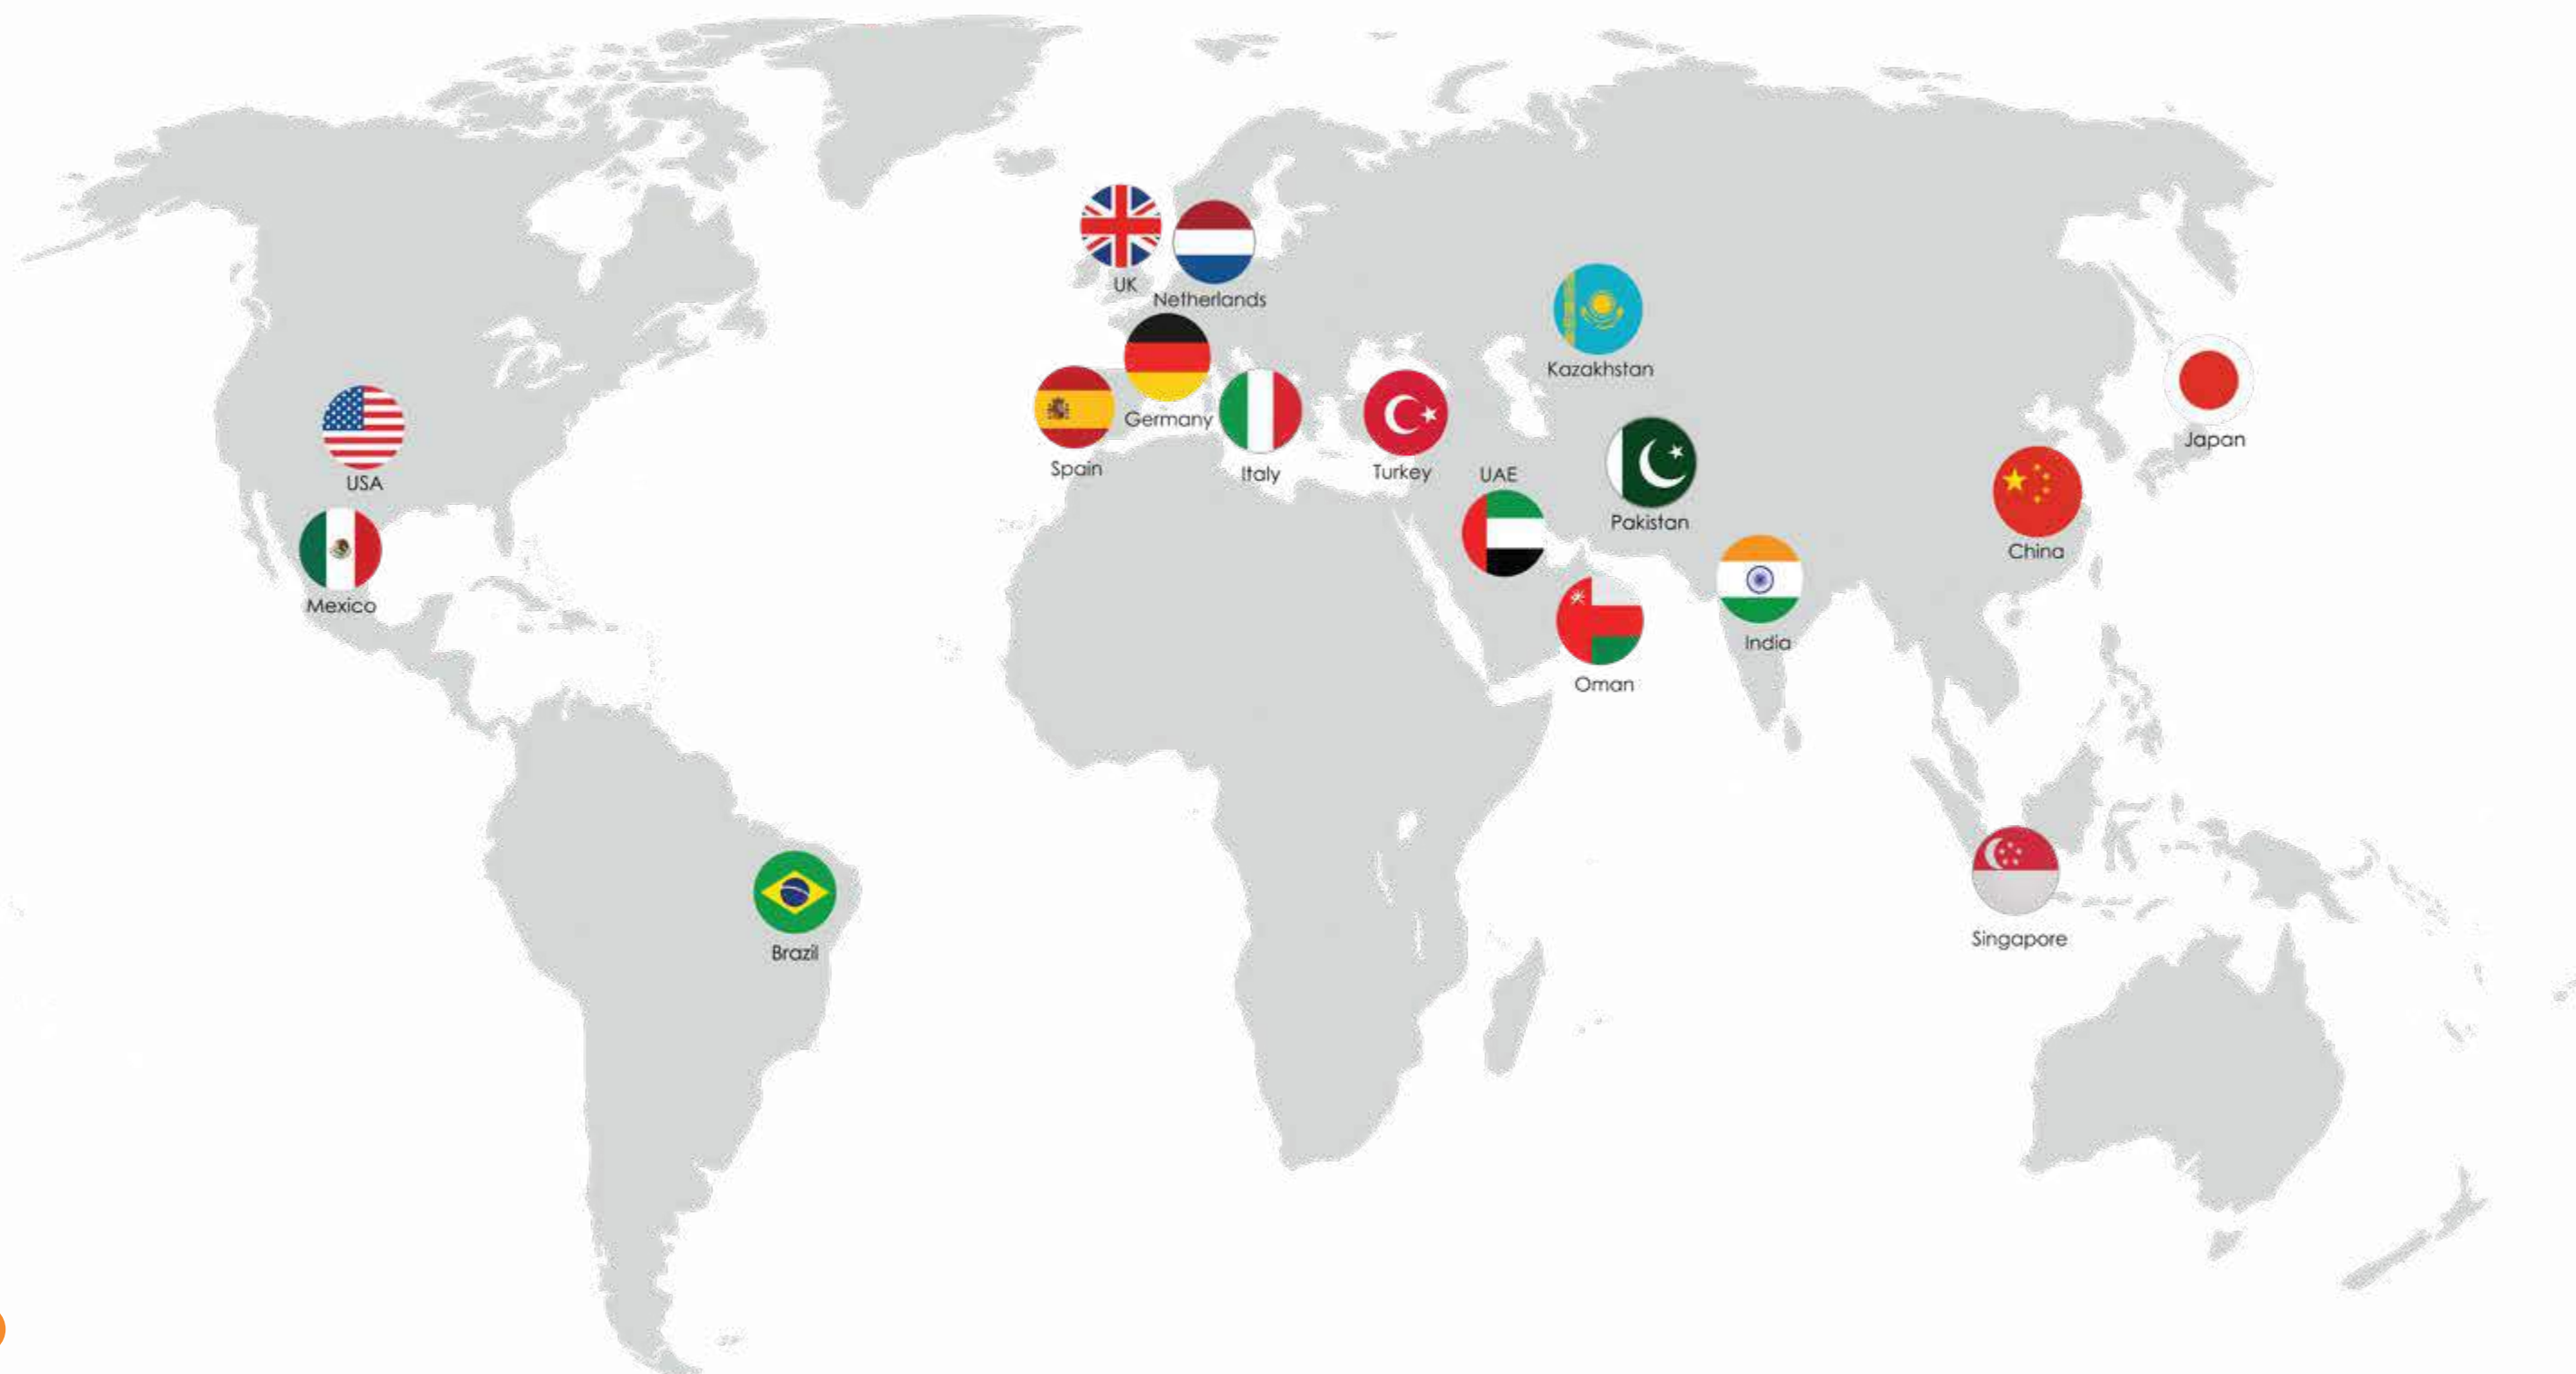 UK
Netherlands
Kazakhstan
Germany
Japan
Spain
Italy
Turkey
UAE
USA
Pakistan
China
Mexico
India
Oman
Singapore
Brazil